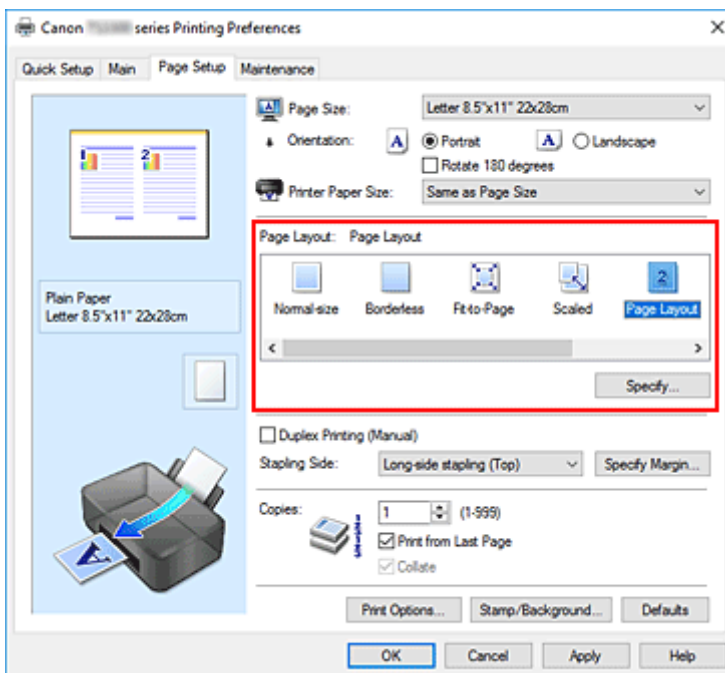 Canon series Printing Preferences
Quick Setup Main Page Setup Maintenance
1 2
Page Size: Letter 8.5"x11" 22x28cm
Orientation: A Portrait A Landscape
Rotate 180 degrees
Printer Paper Size: Same as Page Size
Page Layout: Page Layout
2
Normal-size Borderless Fit-to-Page Scaled Page Layout
Specify...
Plain Paper
Letter 8.5"x11" 22x28cm
Duplex Printing (Manual)
Stapling Side: Long-side stapling (Top) Specify Margin...
Copies: 1 (1-999)
Print from Last Page
Collate
A
Print Options... Stamp/Background... Defaults
OK Cancel Apply Help